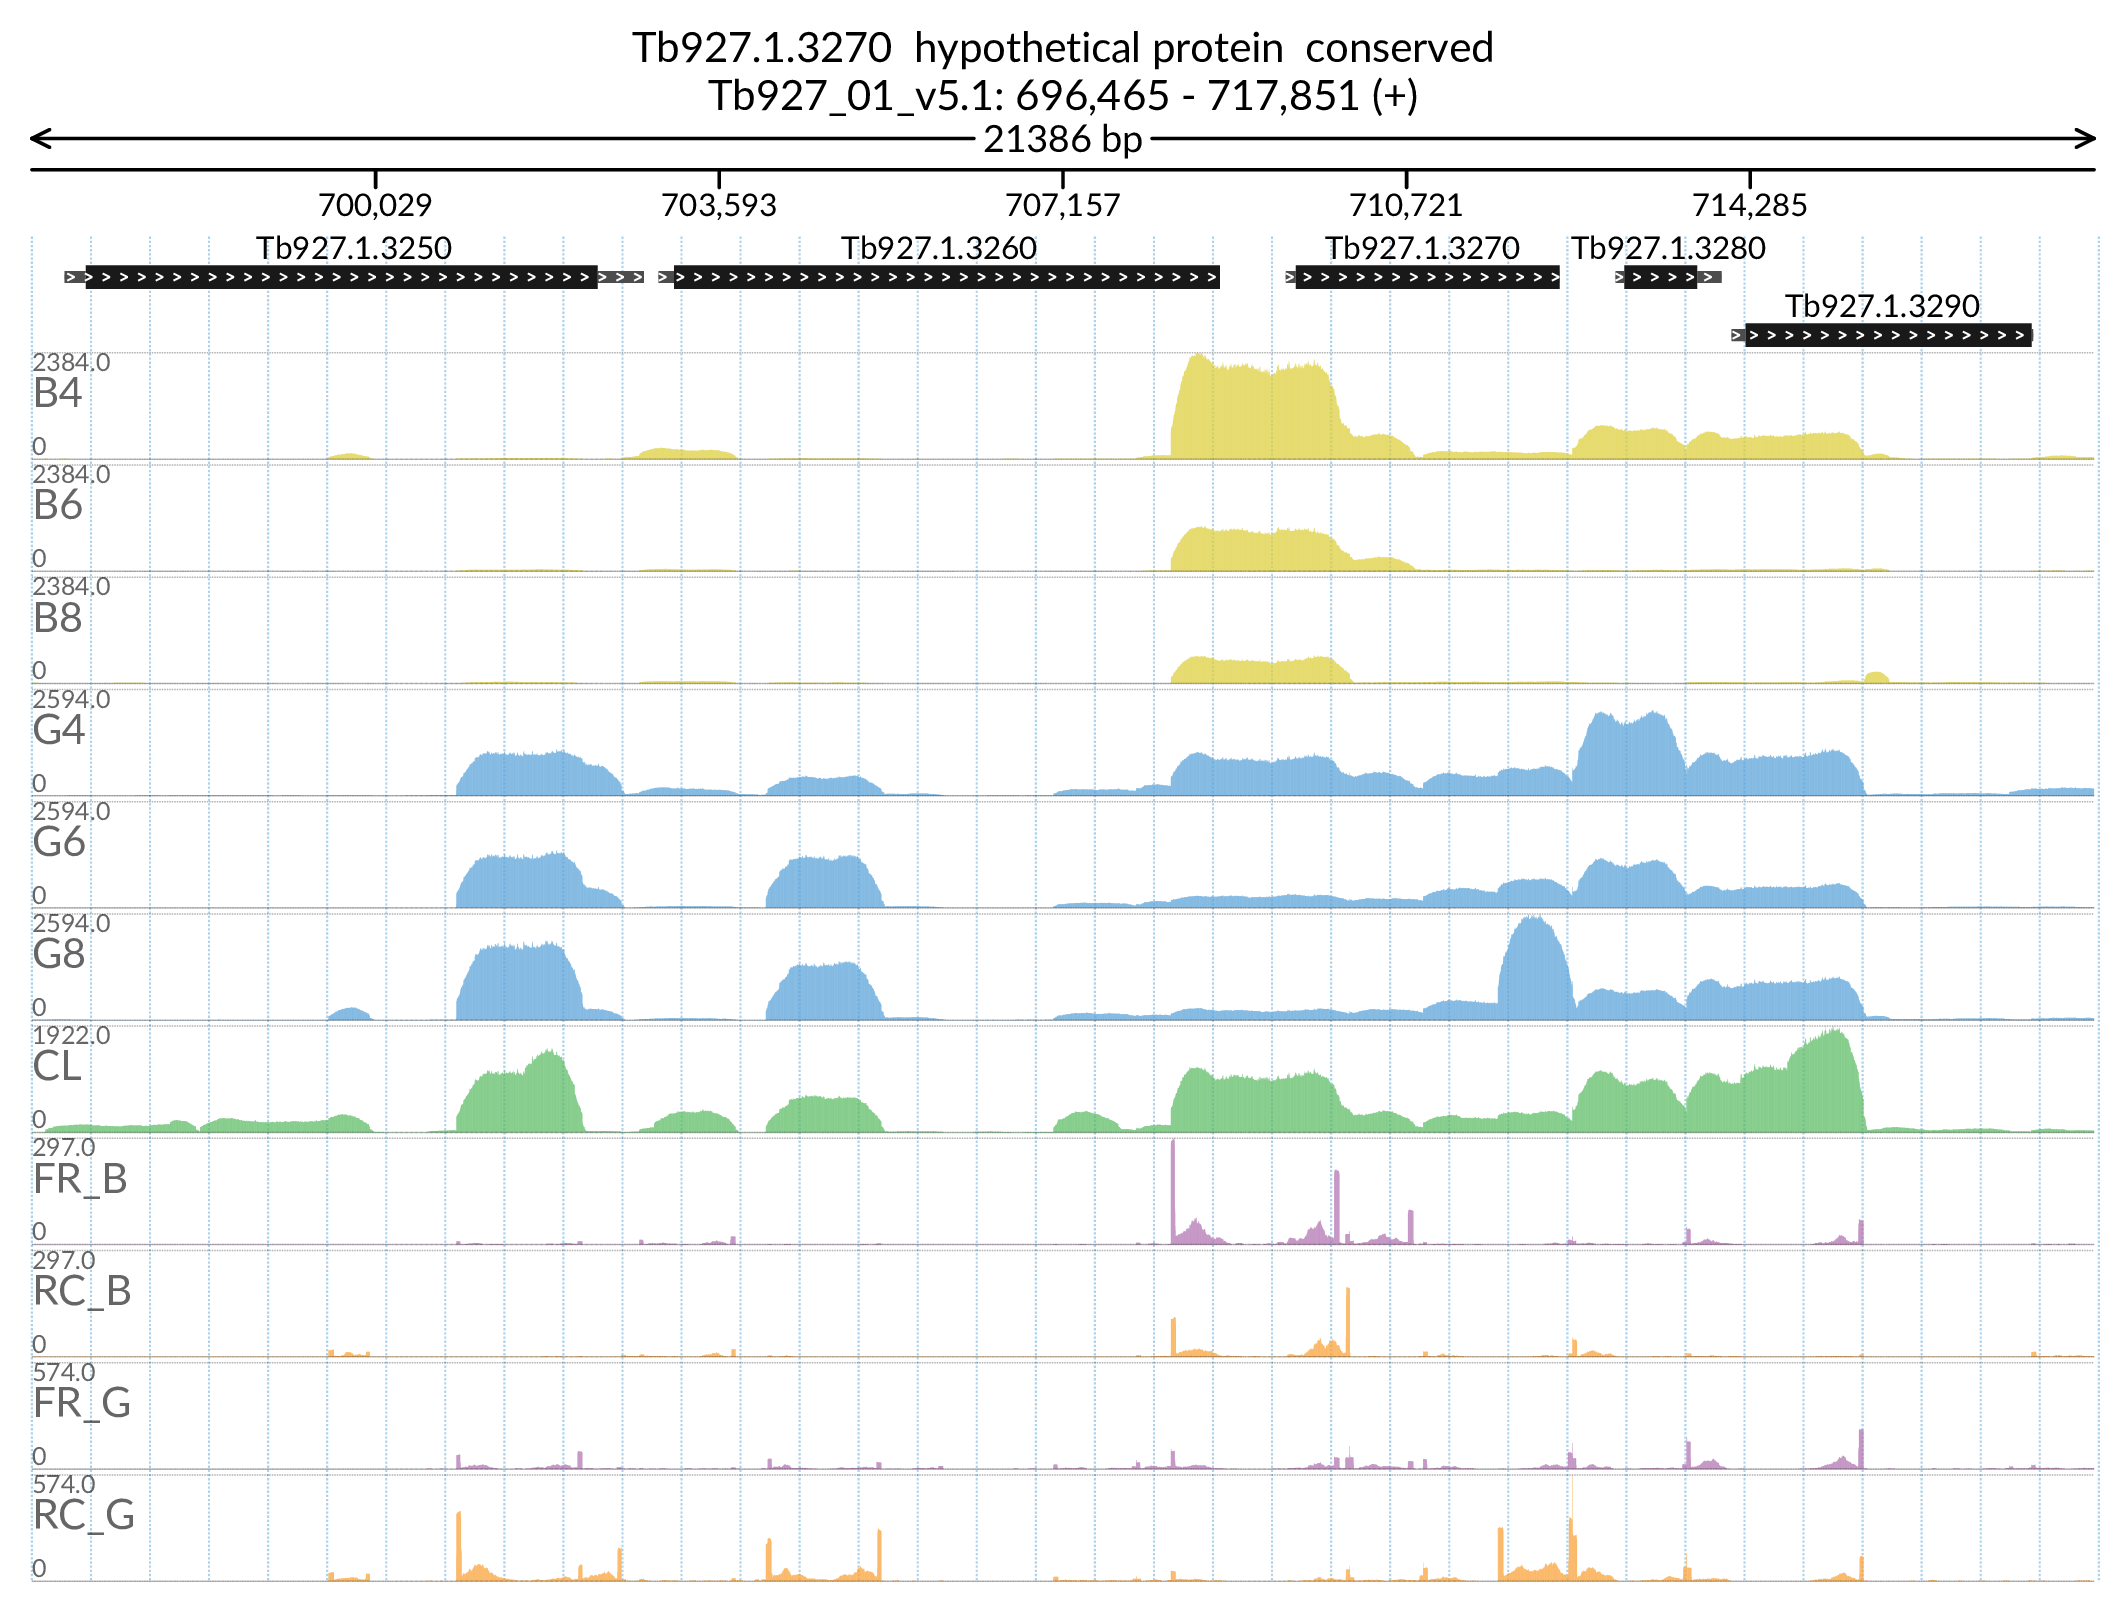 Tb927.1.3270  hypothetical protein  conserved
Tb927_01_v5.1: 696,465 - 717,851 (+)
21386 bp
700,029 703,593 707,157 710,721 714,285
Tb927.1.3250 Tb927.1.3260 Tb927.1.3270 Tb927.1.3280
Tb927.1.3290
2384.0
B4
0
2384.0
B6
0
2384.0
B8
0
2594.0
G4
0
2594.0
G6
0
2594.0
G8
0
1922.0
CL
0
297.0
FR_B
0
297.0
RC_B
0
574.0
FR_G
0
574.0
RC_G
0